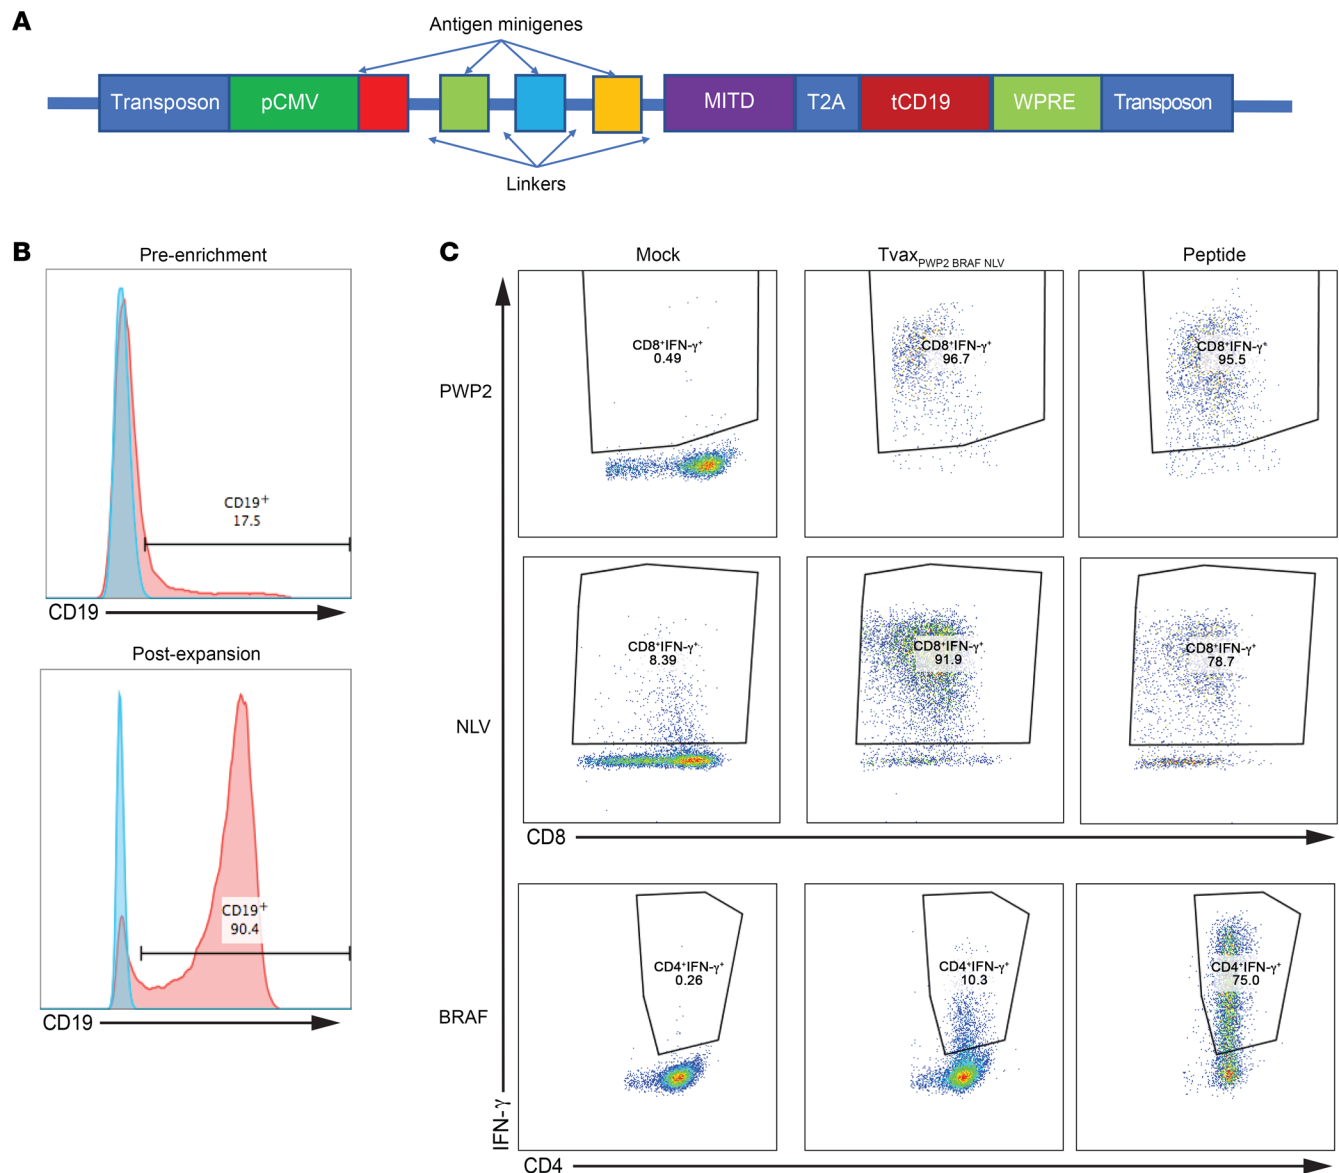 A
Antigen minigenes
Transposon pCMV MITD T2A tCD19 WPRE Transposon
Linkers
B
Pre-enrichment
CD19⁺
17.5
CD19
Post-expansion
CD19⁺
90.4
CD19
C
Mock Tvax PWP2 BRAF NLV Peptide
PWP2
CD8⁺IFN-γ⁺
0.49
CD8⁺IFN-γ⁺
96.7
CD8⁺IFN-γ⁺
95.5
NLV
CD8⁺IFN-γ⁺
8.39
CD8⁺IFN-γ⁺
91.9
CD8⁺IFN-γ⁺
78.7
CD8
BRAF
CD4⁺IFN-γ⁺
0.26
CD4⁺IFN-γ⁺
10.3
CD4⁺IFN-γ⁺
75.0
IFN-γ
CD4